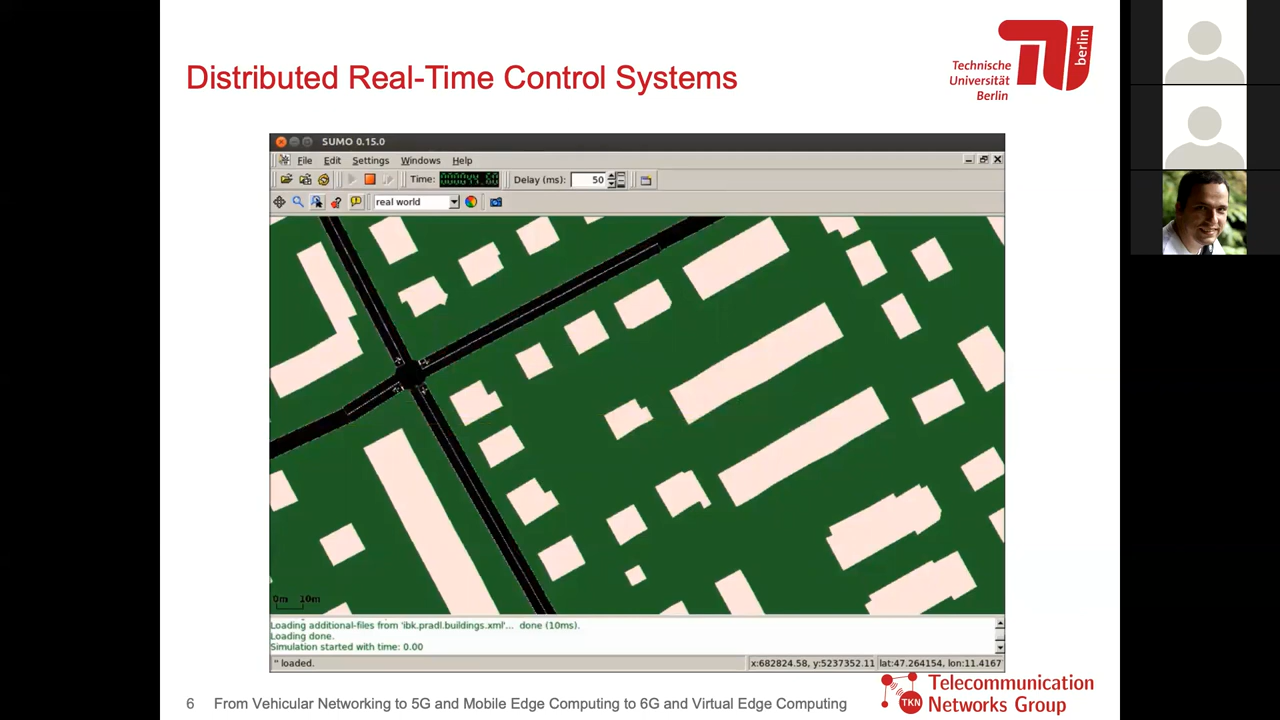 Distributed Real-Time Control Systems
Technische
Universität
Berlin
berlin
SUMO 0.15.0
File Edit Settings Windows Help
Time: Delay (ms): 50
real world
0m 10m
Loading additional-files from 'ibk.pradl.buildings.xml'... done (10ms).
Loading done.
Simulation started with time: 0.00
'' loaded.
x:682824.58, y:5237352.11 lat:47.264154, lon:11.4167
6 From Vehicular Networking to 5G and Mobile Edge Computing to 6G and Virtual Edge Computing
TKN
Telecommunication
Networks Group